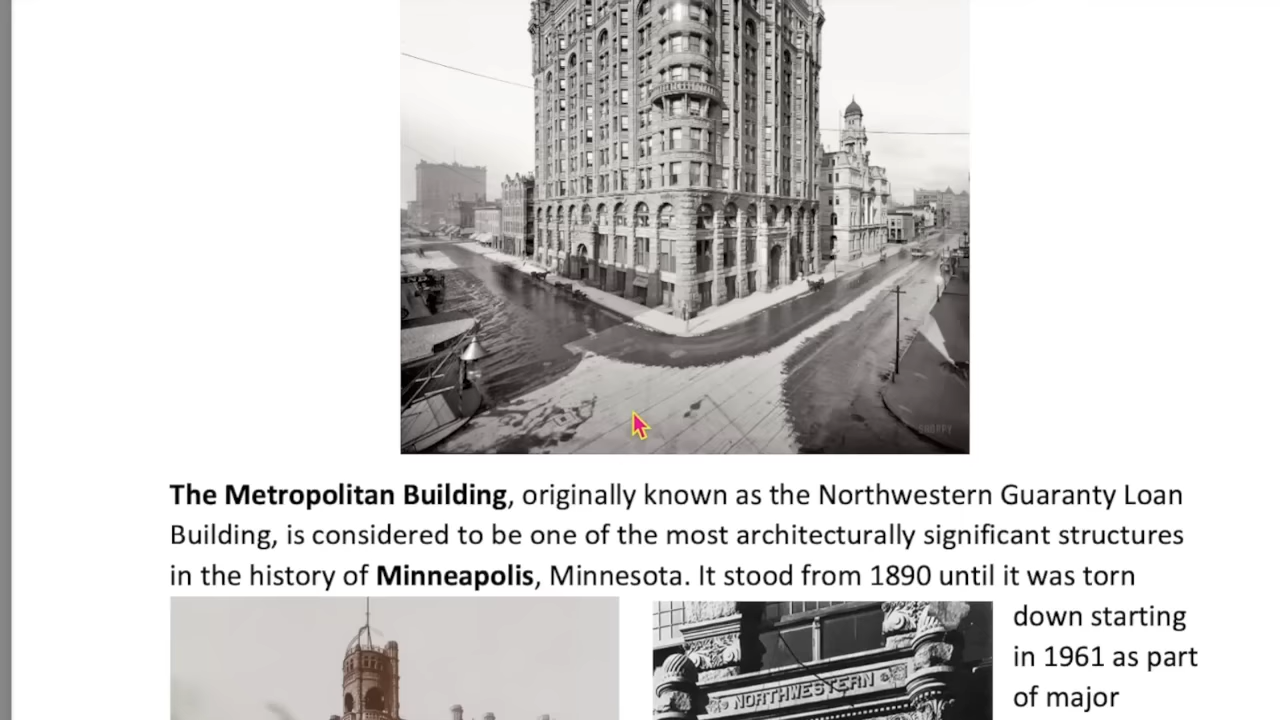 SHORPY
The Metropolitan Building, originally known as the Northwestern Guaranty Loan
Building, is considered to be one of the most architecturally significant structures
in the history of Minneapolis, Minnesota. It stood from 1890 until it was torn
down starting
in 1961 as part
of major
NORTHWESTERN